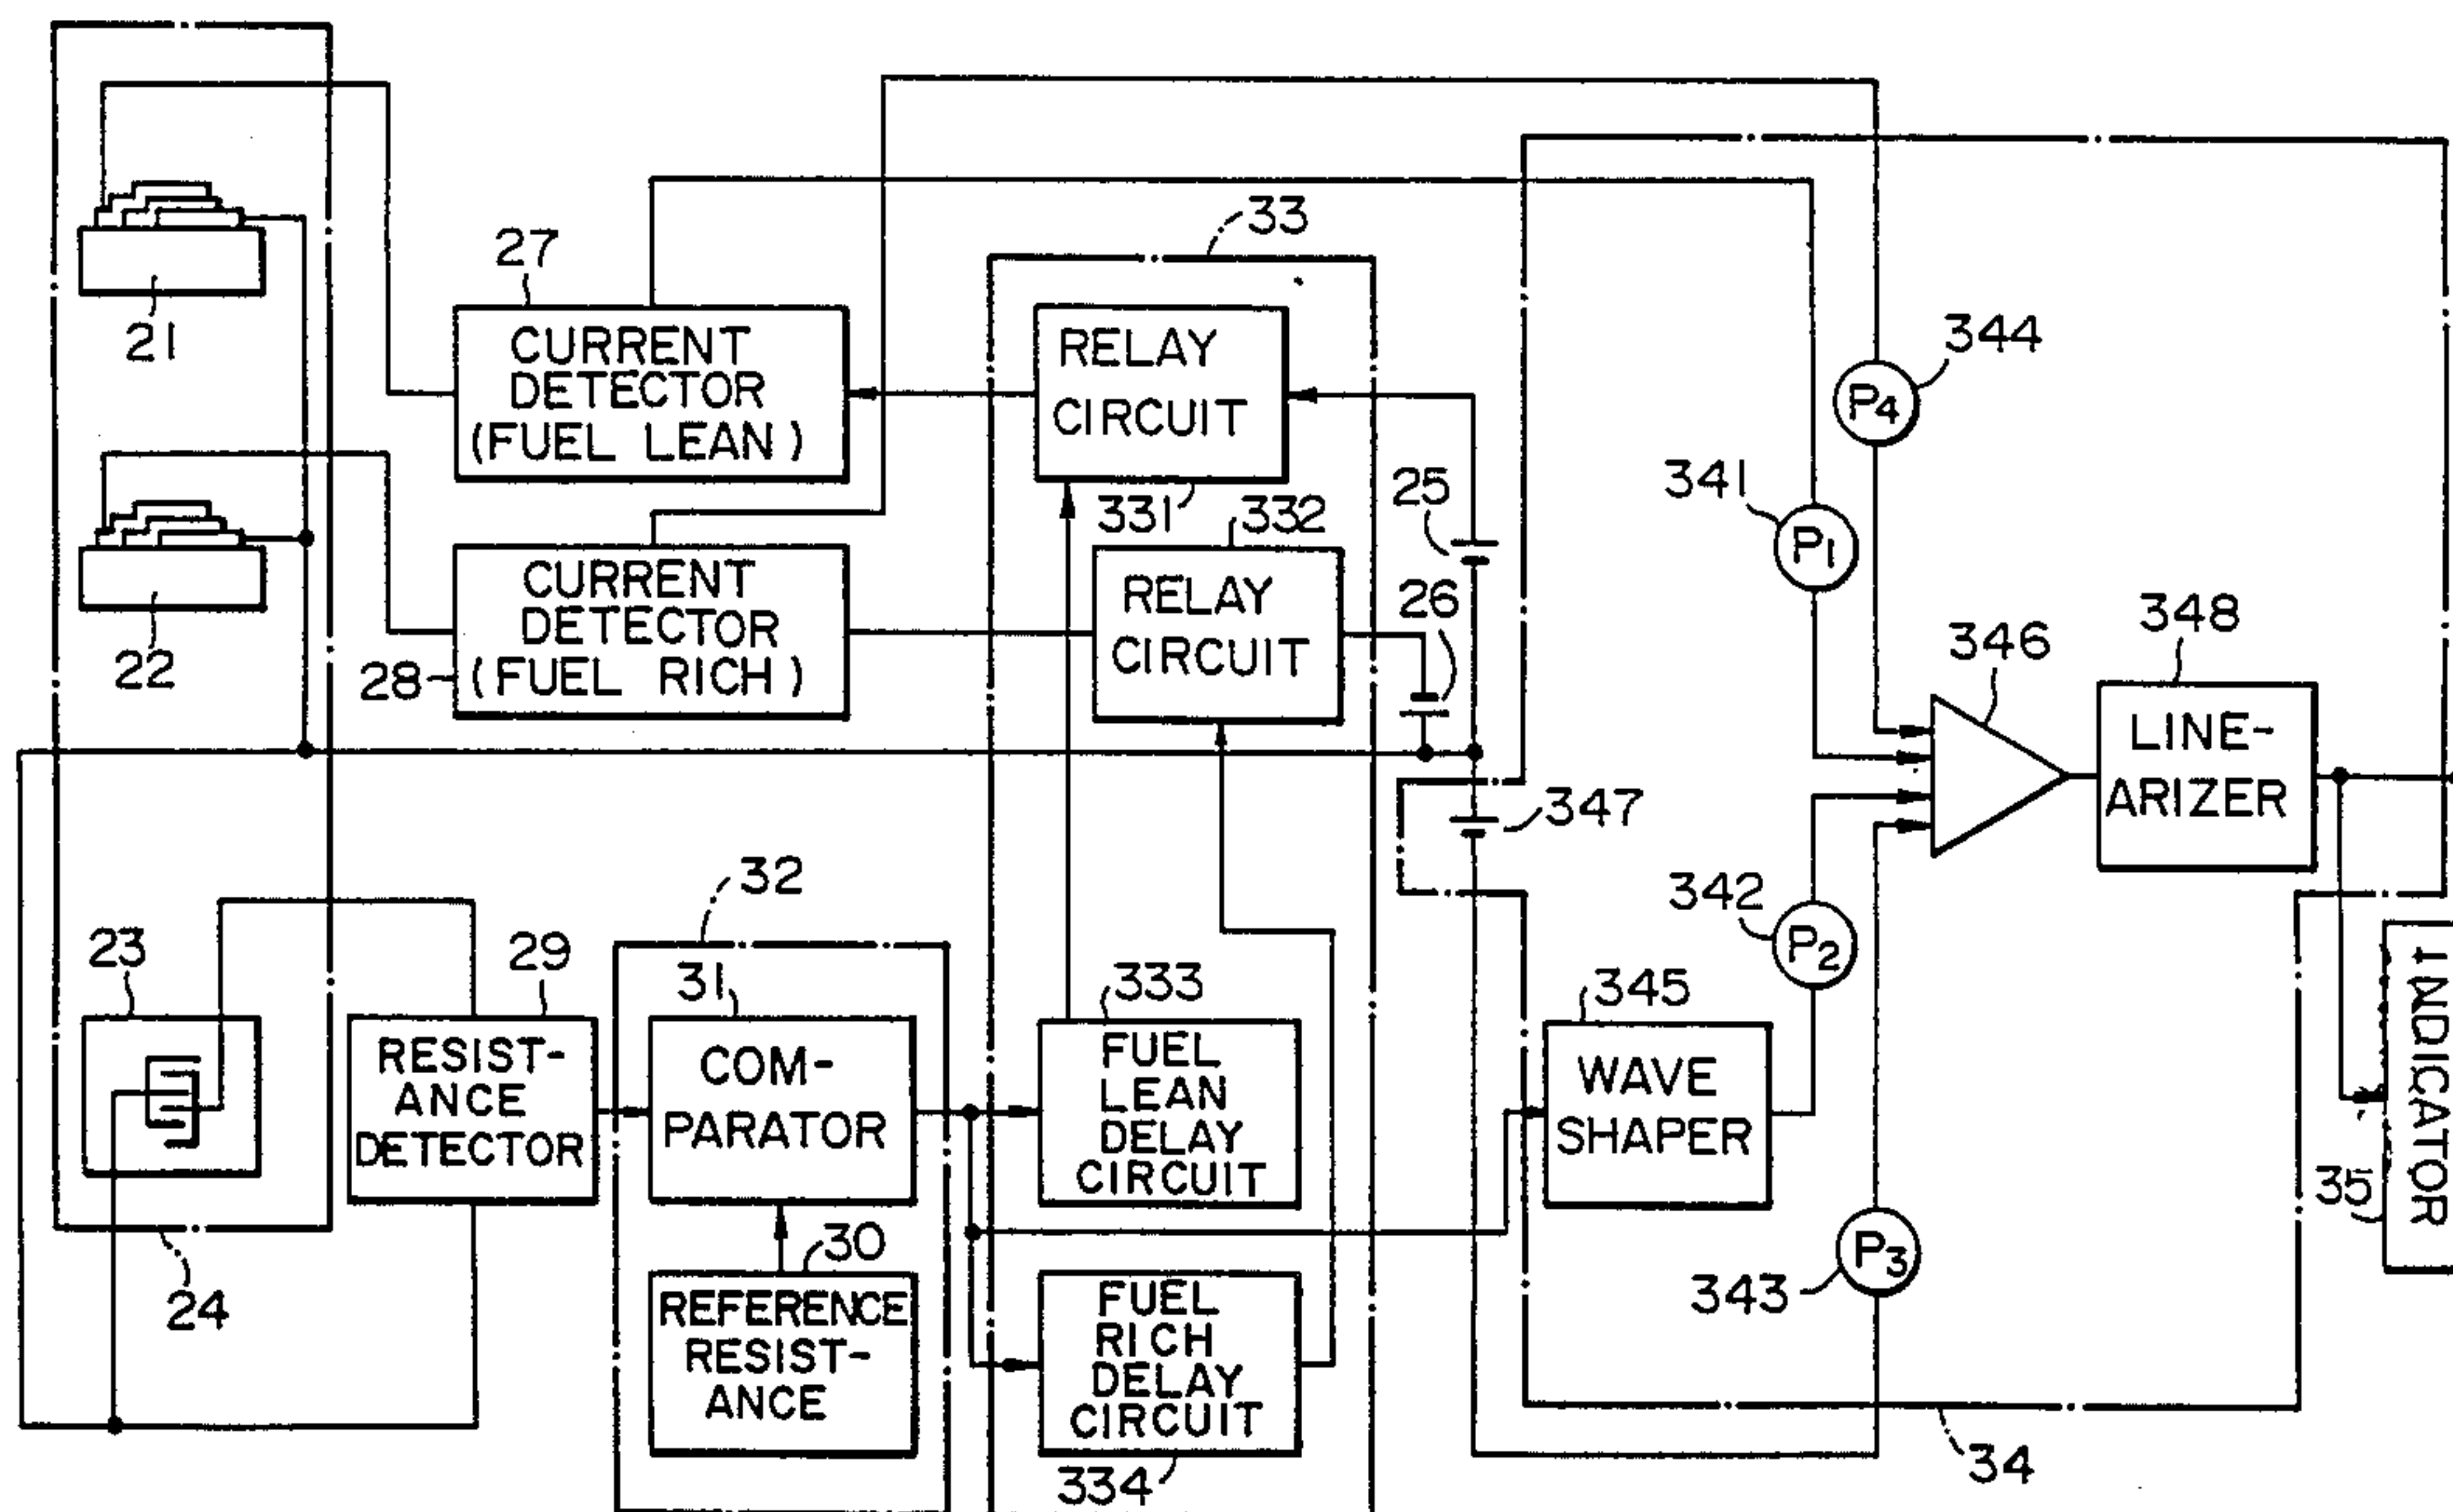 33
27
CURRENT
DETECTOR
(FUEL LEAN)
RELAY
CIRCUIT
344
P4
21
341
25
331
332
P1
CURRENT
DETECTOR
(FUEL RICH)
RELAY
CIRCUIT
26
22
28
346
348
LINE-
ARIZER
347
32
342
P2
23
29
31
333
345
RESIST-
ANCE
DETECTOR
COM-
PARATOR
FUEL
LEAN
DELAY
CIRCUIT
WAVE
SHAPER
INDICATOR
35
30
P3
343
24
REFERENCE
RESIST-
ANCE
FUEL
RICH
DELAY
CIRCUIT
334
34